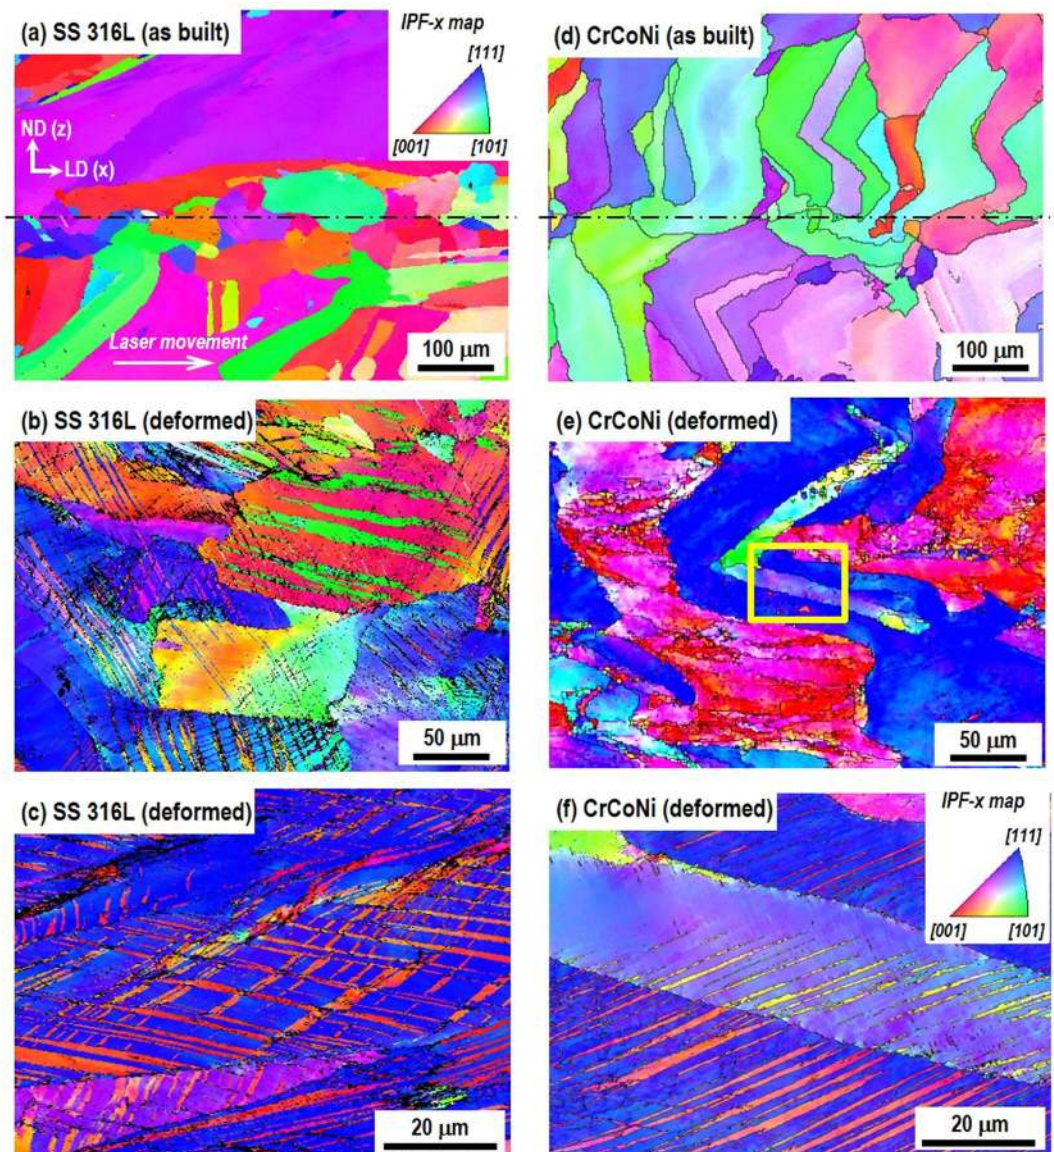 (a) SS 316L (as built)
IPF-x map
[111]
[001]
[101]
ND (z)
LD (x)
Laser movement
100 μm
(d) CrCoNi (as built)
100 μm
(b) SS 316L (deformed)
50 μm
(e) CrCoNi (deformed)
50 μm
(c) SS 316L (deformed)
20 μm
(f) CrCoNi (deformed)
IPF-x map
[111]
[001]
[101]
20 μm